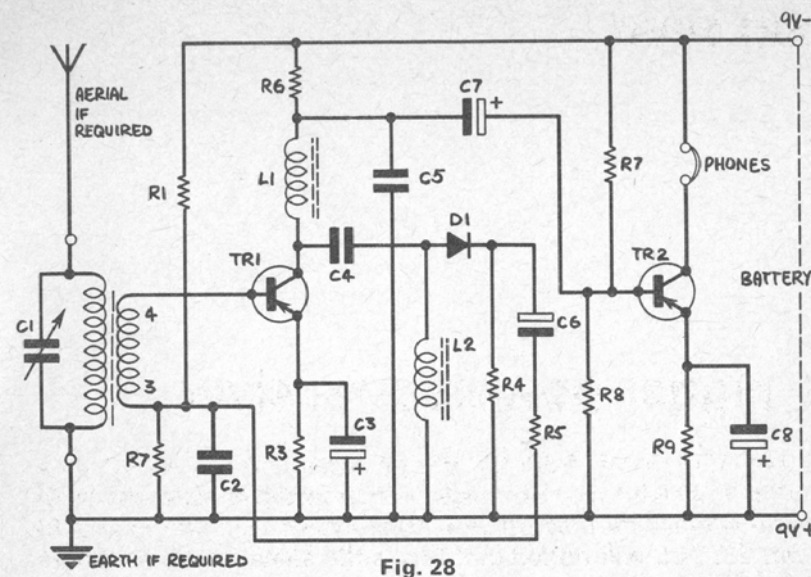 9V-
R6
C7
+
AERIAL
IF
REQUIRED
R1
L1
C5
R7
PHONES
D1
TR1
C4
TR2
BATTERY
C1
4
3
L2
C6
R4
R5
R8
C3
+
R3
R7
C2
R9
C8
+
9V+
EARTH IF REQUIRED
Fig. 28